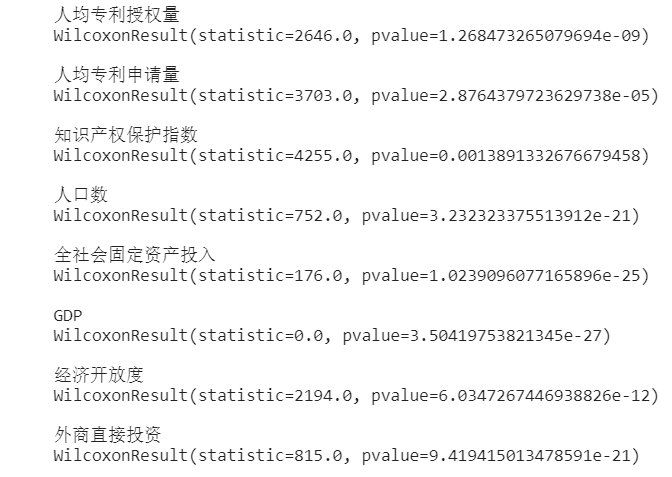 人均专利授权量
WilcoxonResult(statistic=2646.0, pvalue=1.268473265079694e-09)
人均专利申请量
WilcoxonResult(statistic=3703.0, pvalue=2.8764379723629738e-05)
知识产权保护指数
WilcoxonResult(statistic=4255.0, pvalue=0.0013891332676679458)
人口数
WilcoxonResult(statistic=752.0, pvalue=3.232323375513912e-21)
全社会固定资产投入
WilcoxonResult(statistic=176.0, pvalue=1.0239096077165896e-25)
GDP
WilcoxonResult(statistic=0.0, pvalue=3.50419753821345e-27)
经济开放度
WilcoxonResult(statistic=2194.0, pvalue=6.0347267446938826e-12)
外商直接投资
WilcoxonResult(statistic=815.0, pvalue=9.419415013478591e-21)